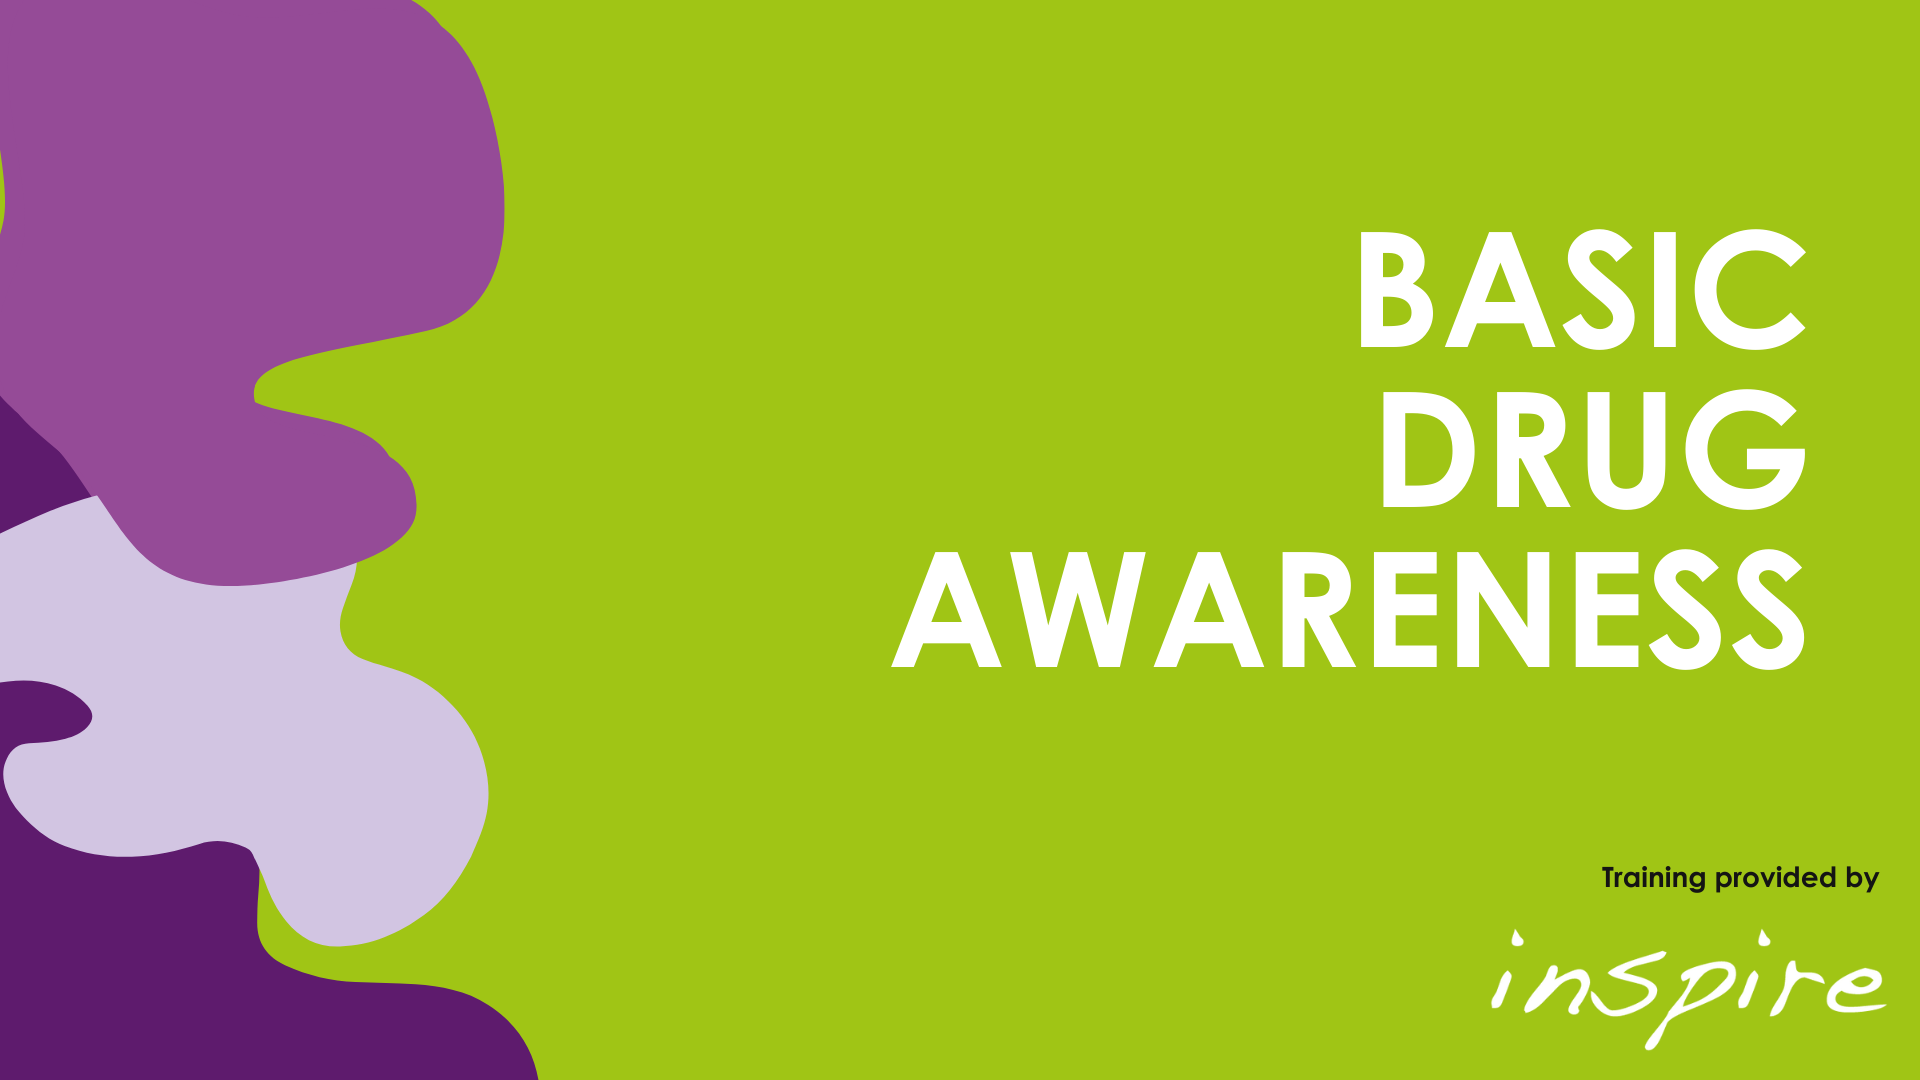 BASIC
DRUG
AWARENESS
Training provided by
inspire